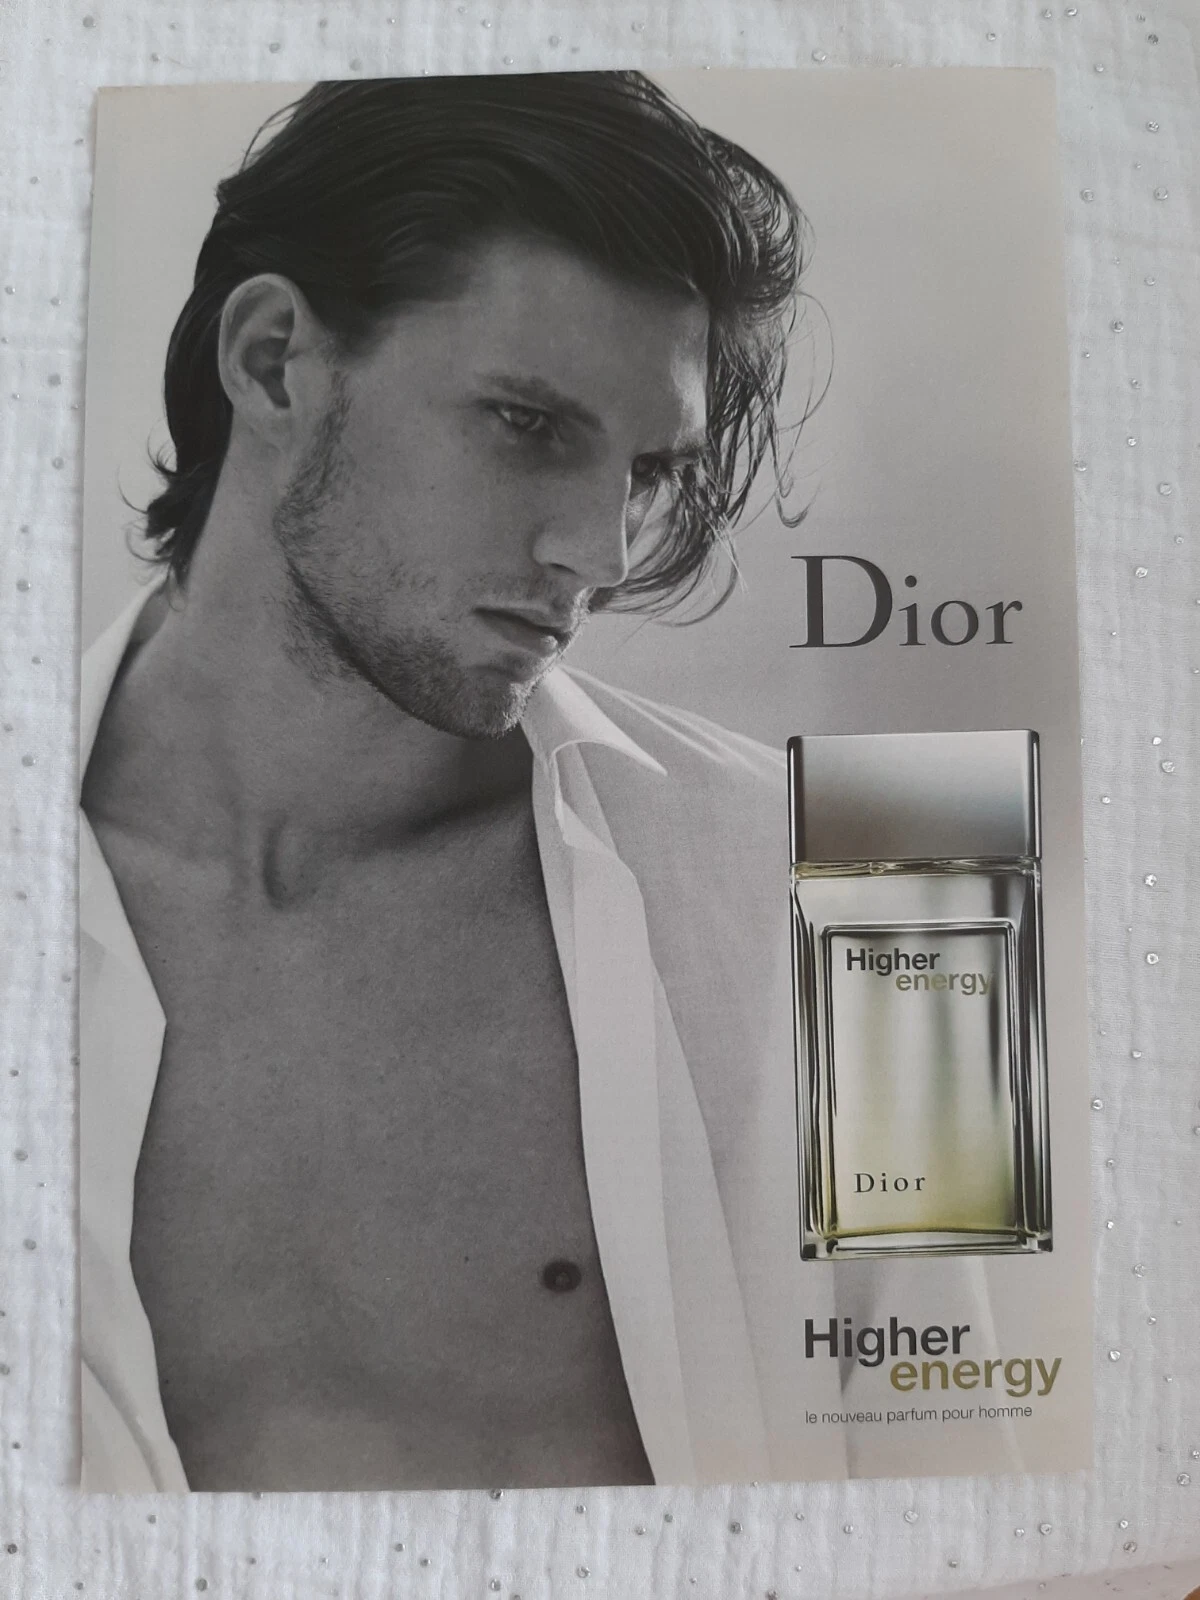 Dior
Higher
energy
Dior
Higher
energy
le nouveau parfum pour homme